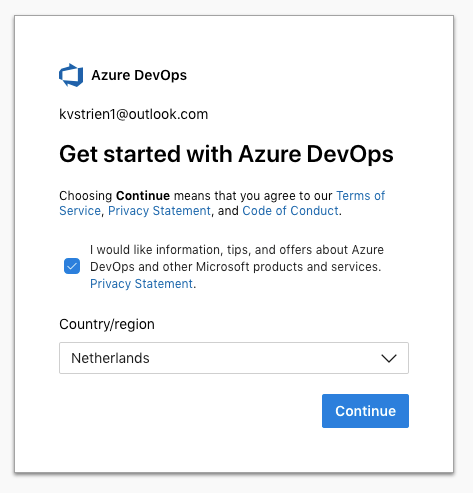 Azure DevOps
kvstrien1@outlook.com
Get started with Azure DevOps
Choosing Continue means that you agree to our Terms of
Service, Privacy Statement, and Code of Conduct.
I would like information, tips, and offers about Azure
DevOps and other Microsoft products and services.
Privacy Statement.
Country/region
Netherlands
Continue